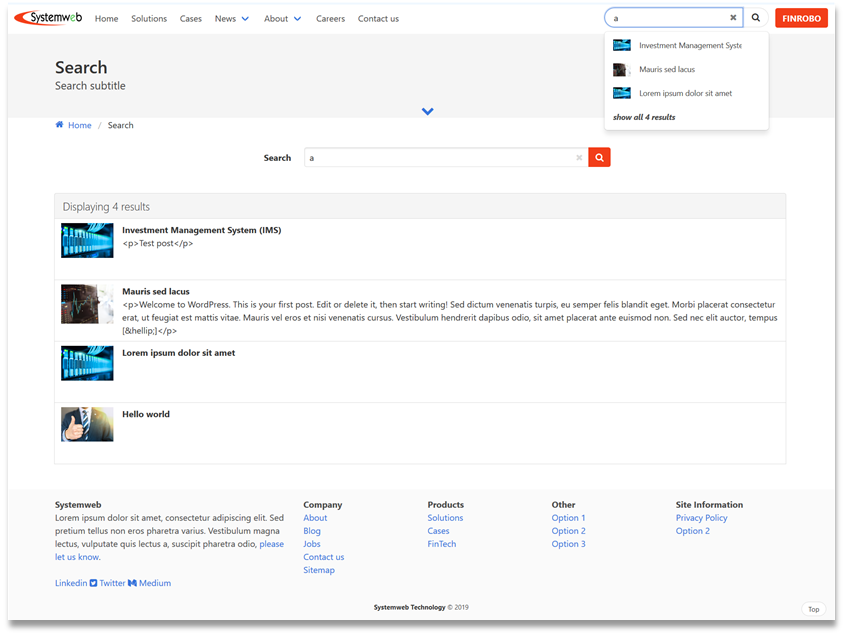 Systemweb
Home Solutions Cases News About Careers Contact us
a
FINROBO
Investment Management Syste
Mauris sed lacus
Lorem ipsum dolor sit amet
show all 4 results
Search
Search subtitle
Home / Search
Search a
Displaying 4 results
Investment Management System (IMS)
<p>Test post</p>
Mauris sed lacus
<p>Welcome to WordPress. This is your first post. Edit or delete it, then start writing! Sed dictum venenatis turpis, eu semper felis blandit eget. Morbi placerat consectetur
erat, ut feugiat est mattis vitae. Mauris vel eros et nisi venenatis cursus. Vestibulum hendrerit dapibus odio, sit amet placerat ante euismod non. Sed nec elit auctor, tempus
[&hellip;]</p>
Lorem ipsum dolor sit amet
Hello world
Systemweb
Lorem ipsum dolor sit amet, consectetur adipiscing elit. Sed
pretium tellus non eros pharetra varius. Vestibulum magna
lectus, vulputate quis lectus a, suscipit pharetra odio, please
let us know.
Linkedin Twitter Medium
Company
About
Blog
Jobs
Contact us
Sitemap
Products
Solutions
Cases
FinTech
Other
Option 1
Option 2
Option 3
Site Information
Privacy Policy
Option 2
Systemweb Technology © 2019
Top